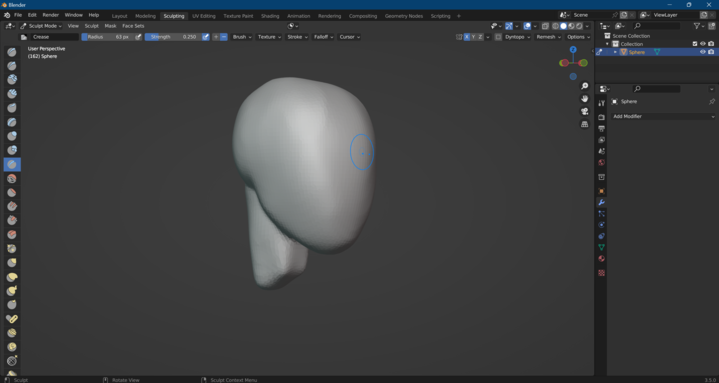 Blender
File Edit Render Window Help Layout Modeling Sculpting UV Editing Texture Paint Shading Animation Rendering Compositing Geometry Nodes Scripting + Scene ViewLayer
Sculpt Mode View Sculpt Mask Face Sets
Crease Radius 63 px Strength 0.250 Brush Texture Stroke Falloff Cursor X Y Z Dyntopo Remesh Options
User Perspective
(162) Sphere
Z
Scene Collection
Collection
Sphere
Sphere
Add Modifier
Sculpt Rotate View Sculpt Context Menu 3.5.0